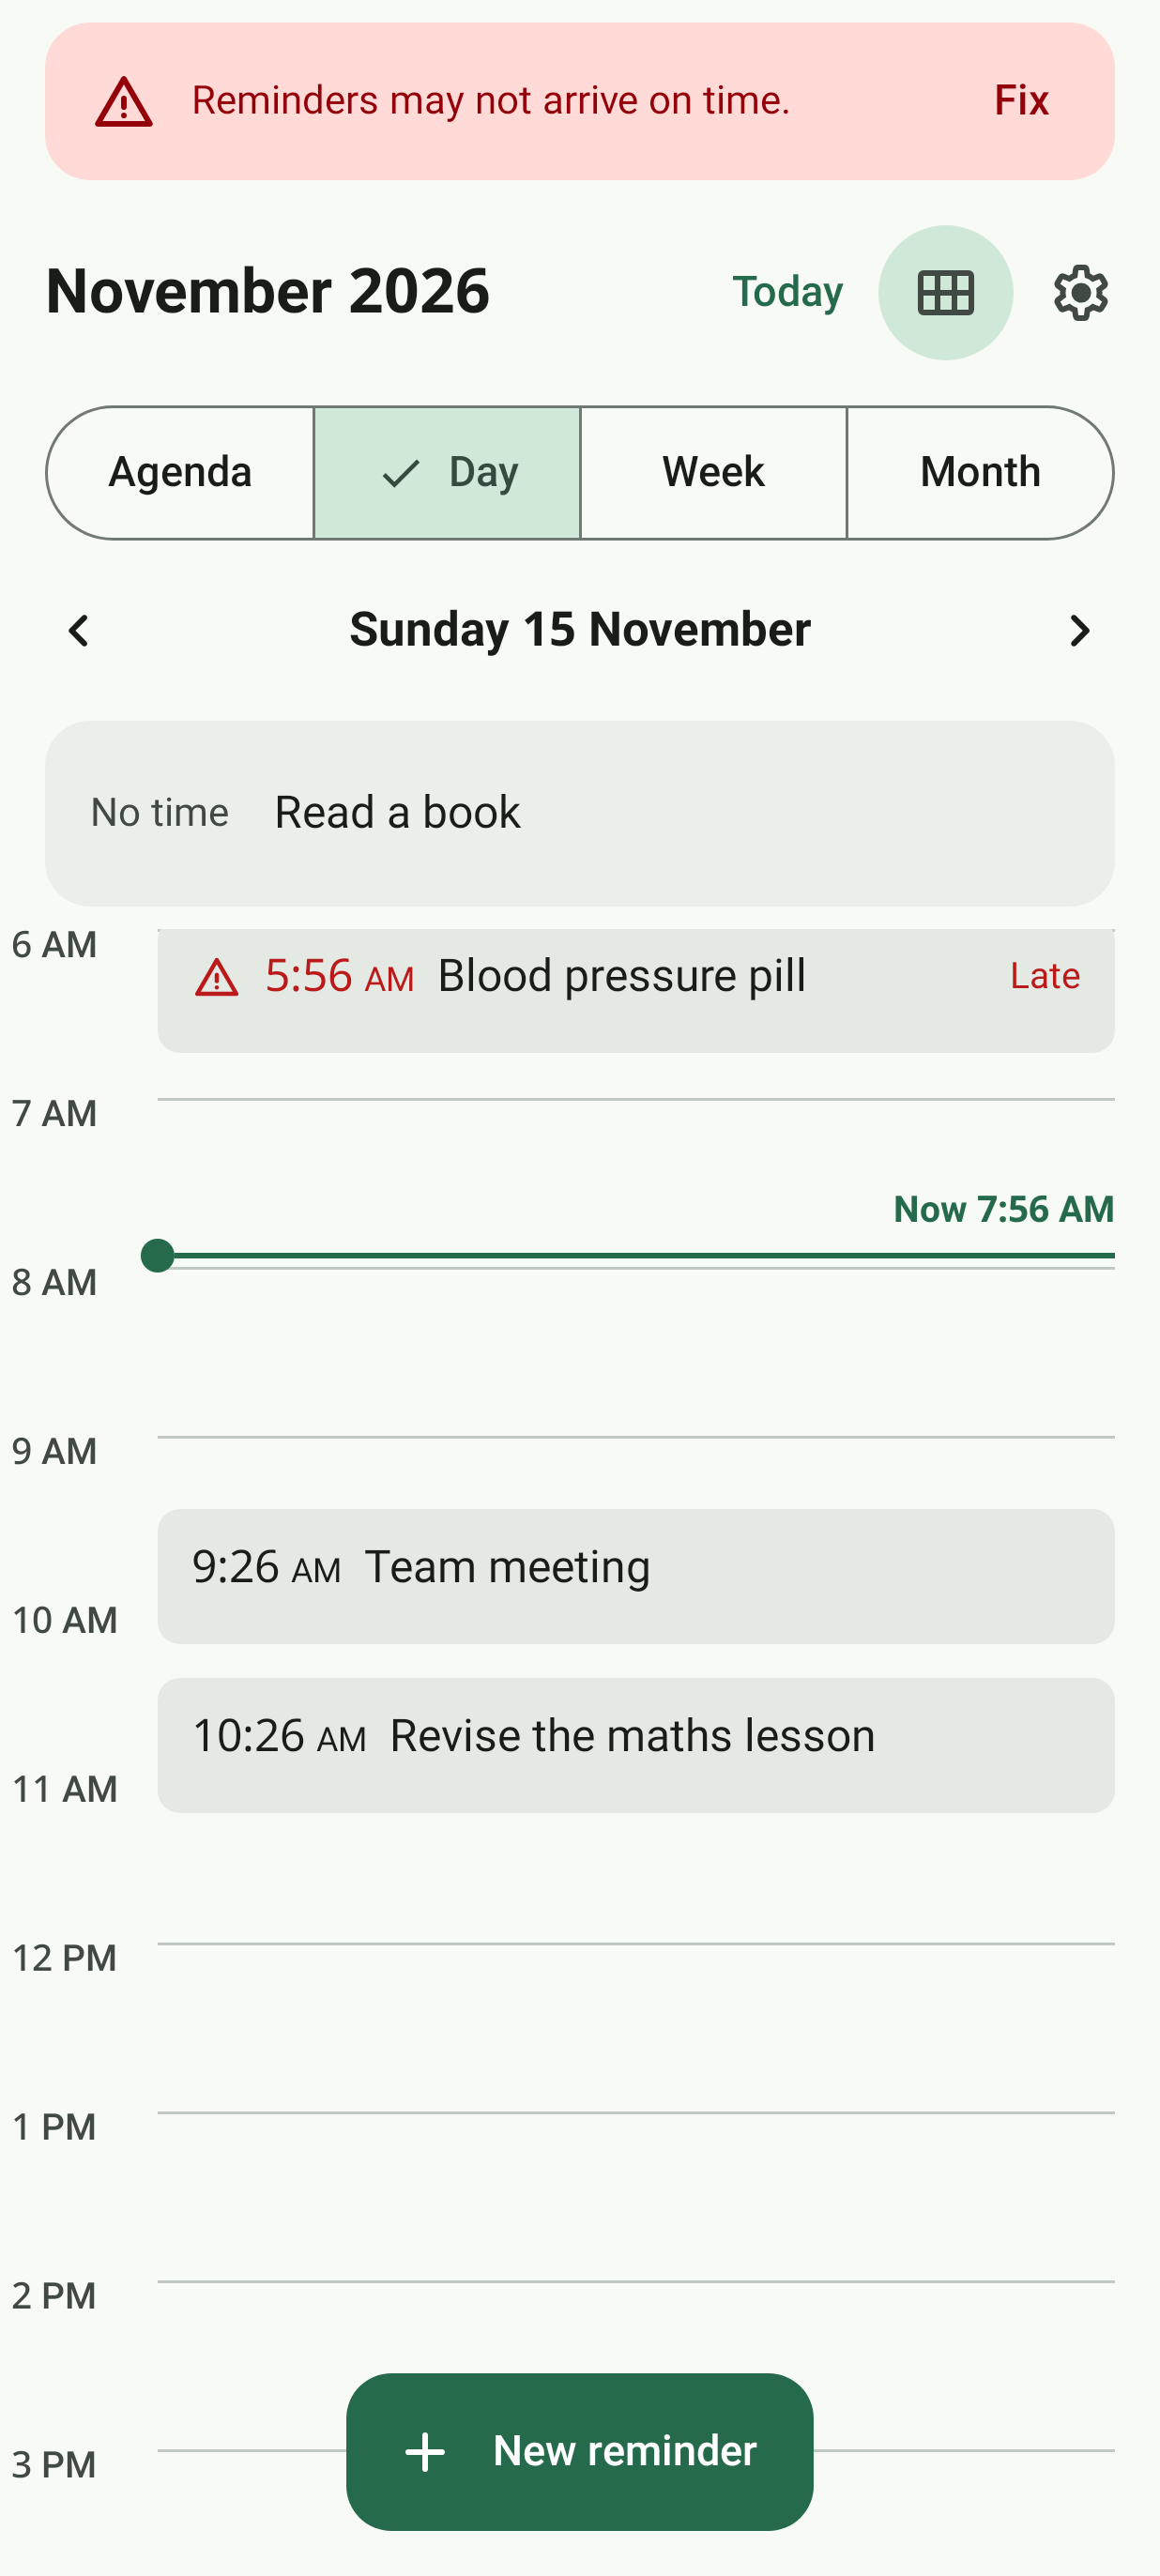 Reminders may not arrive on time. Fix
November 2026 Today
Agenda Day Week Month
Sunday 15 November
No time Read a book
6 AM
5:56 AM Blood pressure pill Late
7 AM
Now 7:56 AM
8 AM
9 AM
9:26 AM Team meeting
10 AM
10:26 AM Revise the maths lesson
11 AM
12 PM
1 PM
2 PM
New reminder
3 PM